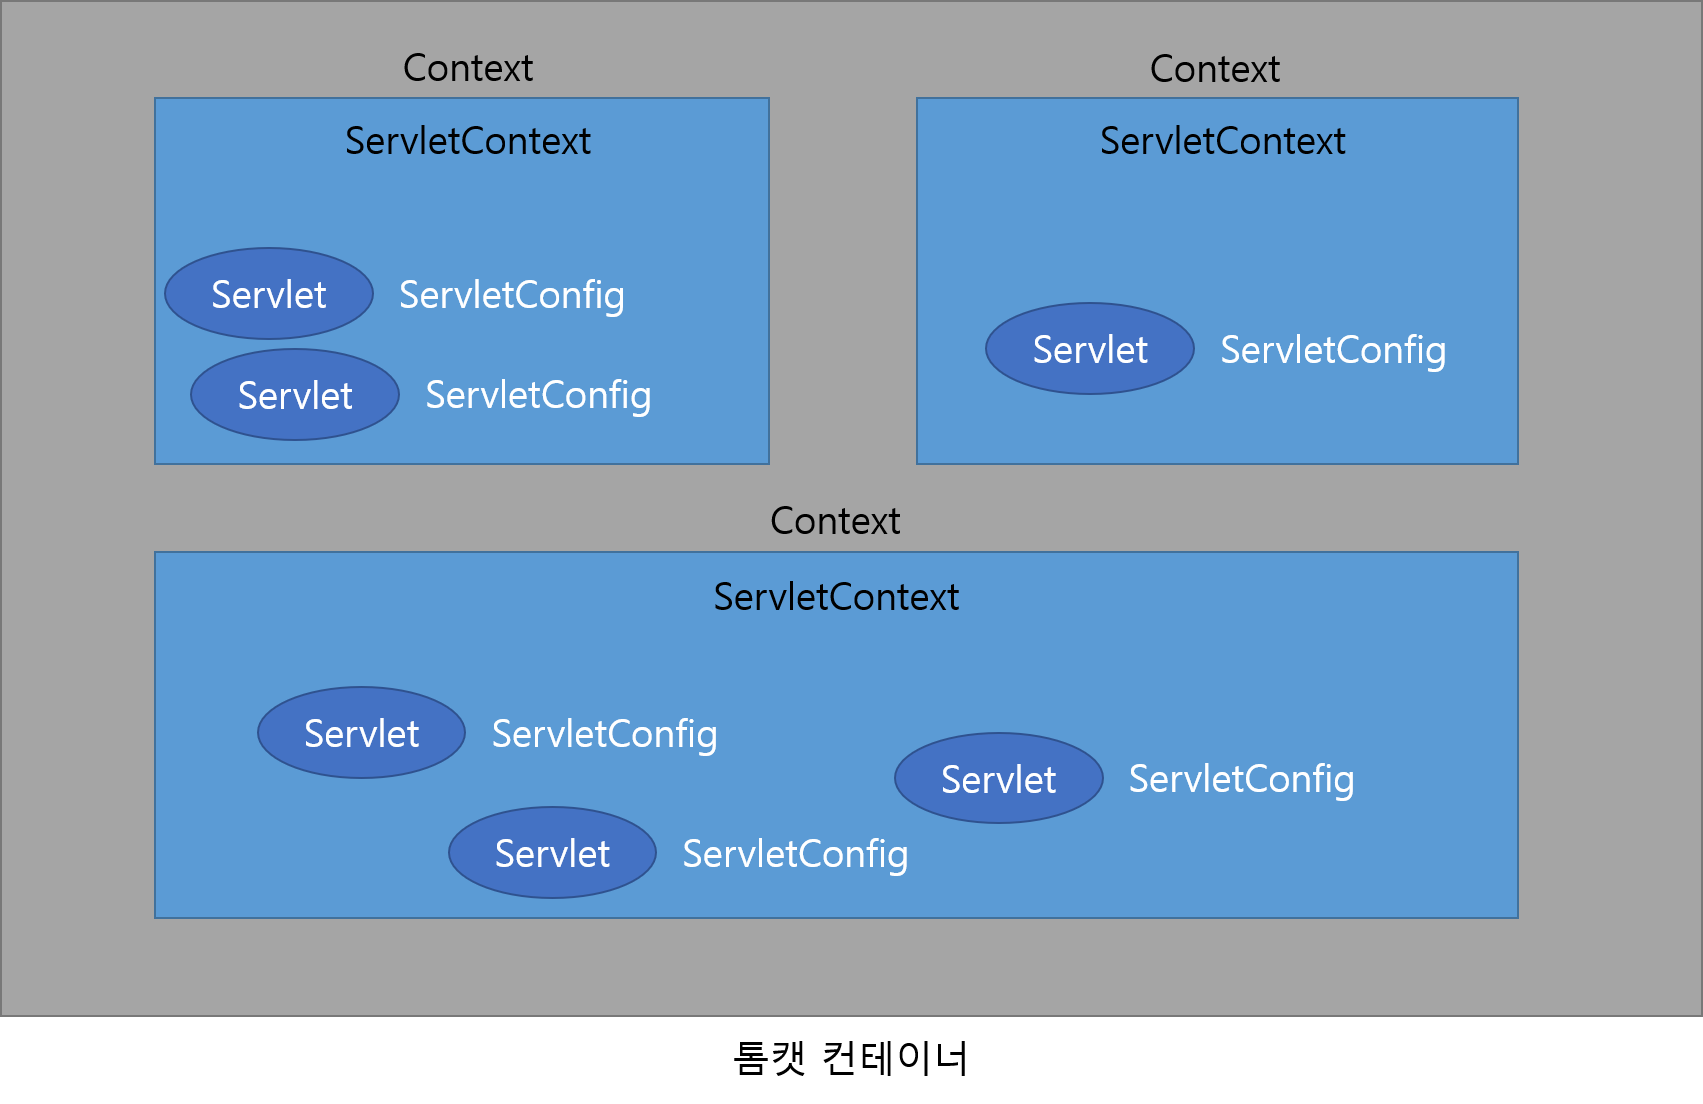 Context
ServletContext
Servlet ServletConfig
Servlet ServletConfig
Context
ServletContext
Servlet ServletConfig
Context
ServletContext
Servlet ServletConfig
Servlet ServletConfig
Servlet ServletConfig
톰캣 컨테이너